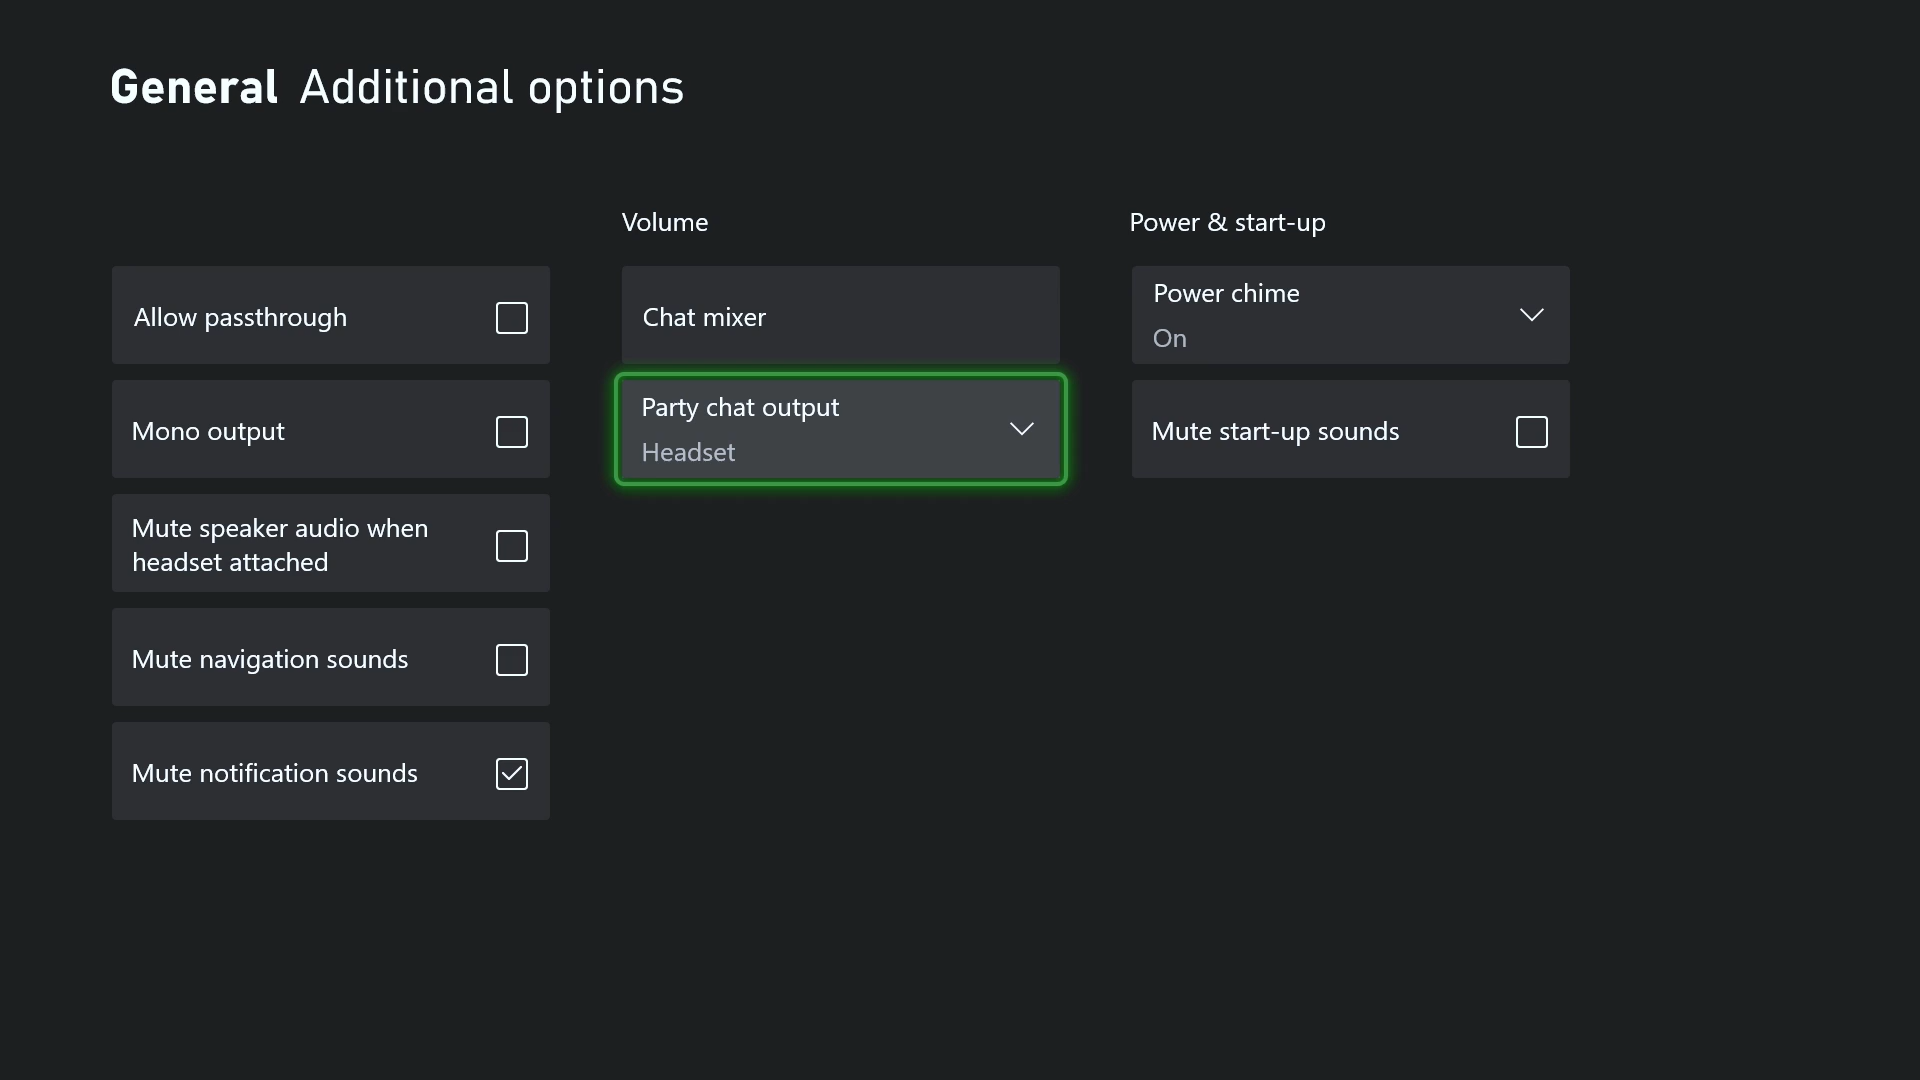 General Additional options
Allow passthrough
Mono output
Mute speaker audio when
headset attached
Mute navigation sounds
Mute notification sounds
Volume
Chat mixer
Party chat output
Headset
Power & start-up
Power chime
On
Mute start-up sounds